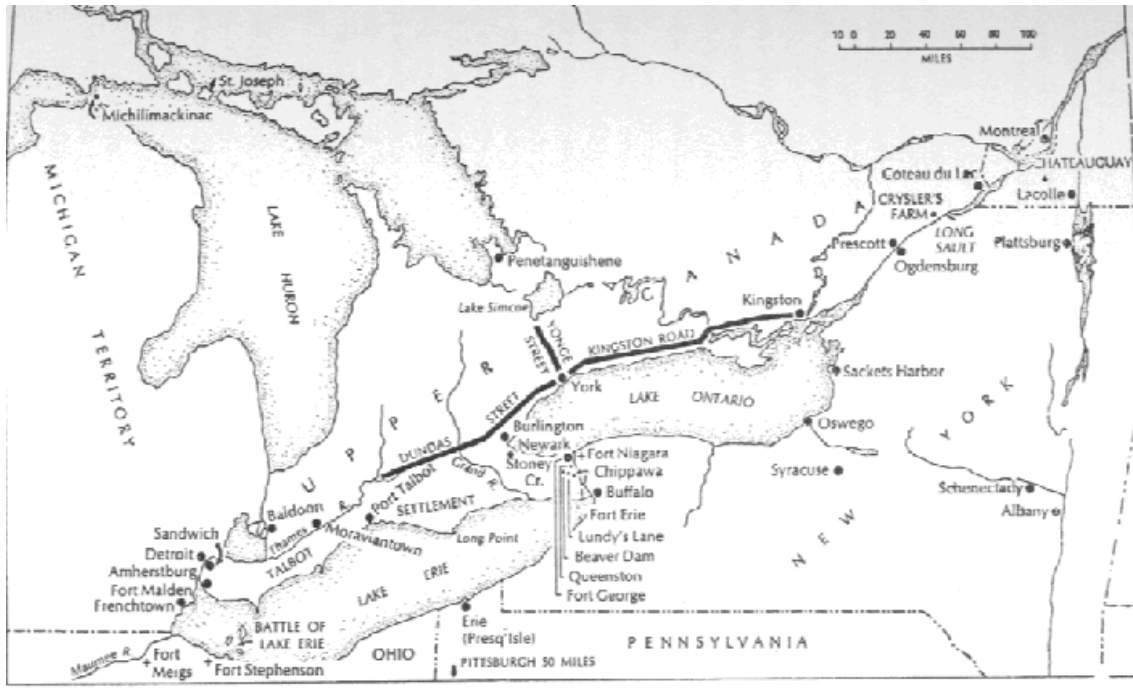 10 0 20 40 60 80 100
MILES
St. Joseph
Michilimackinac
MICHIGAN
TERRITORY
LAKE
HURON
Penetanguishene
Lake Simcoe
UPPER
CANADA
Montreal
CHATEAUGUAY
Coteau du Lac
Lacolle
CRYSLER'S
FARM
LONG
SAULT
Prescott
Ogdensburg
Plattsburg
Kingston
YONGE
STREET
KINGSTON ROAD
York
LAKE ONTARIO
Sackets Harbor
Oswego
DUNDAS
STREET
Burlington
Newark
Stoney
Cr.
Grand R.
Fort Niagara
Chippawa
Buffalo
Fort Erie
Lundy's Lane
Beaver Dam
Queenston
Fort George
Syracuse
Schenectady
Albany
NEW
YORK
Port Talbot
TALBOT
SETTLEMENT
Long Point
Baldoon
Thames R.
Moraviantown
Sandwich
Detroit
Amherstburg
Fort Malden
Frenchtown
LAKE
ERIE
BATTLE OF
LAKE ERIE
Erie
(Presq'Isle)
PENNSYLVANIA
OHIO
PITTSBURGH 50 MILES
Maumee R.
Fort
Meigs
Fort Stephenson